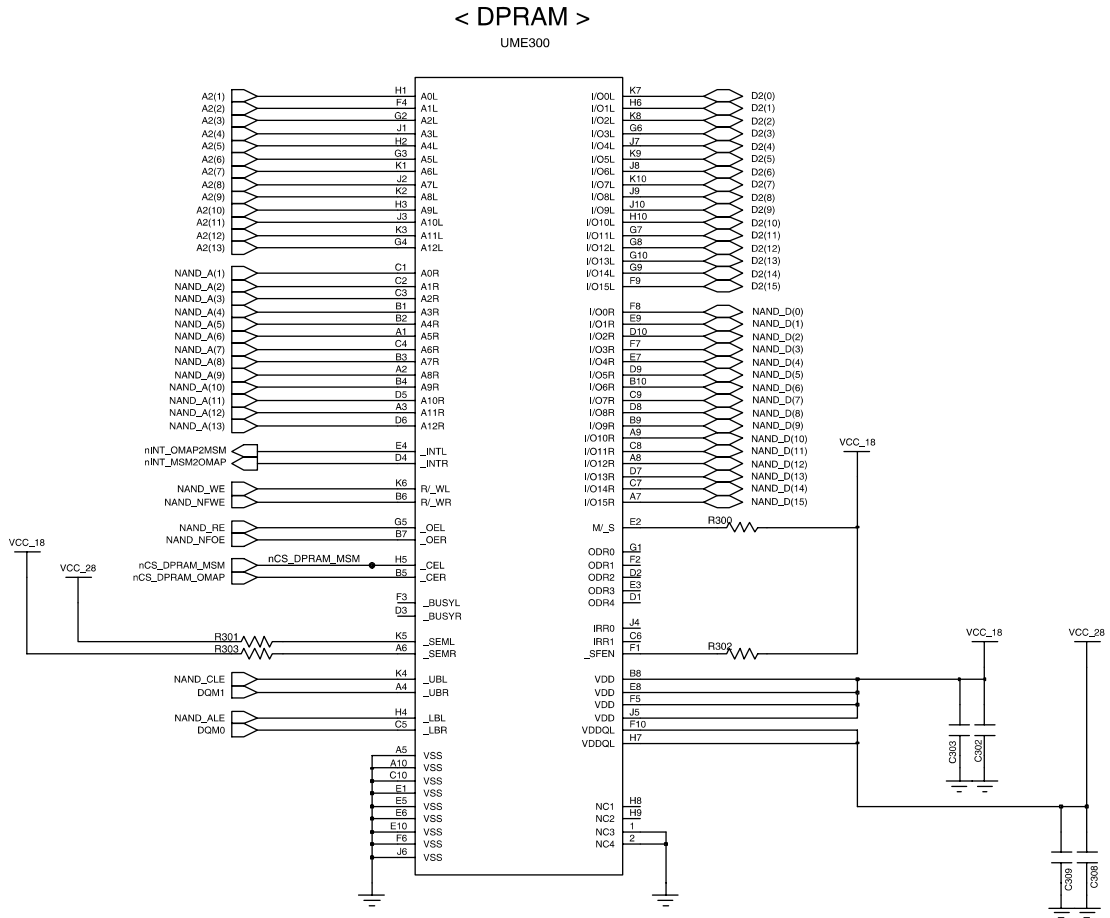 < DPRAM >
UME300
A2(1) H1 A0L
A2(2) F4 A1L
A2(3) G2 A2L
A2(4) J1 A3L
A2(5) H2 A4L
A2(6) G3 A5L
A2(7) K1 A6L
A2(8) J2 A7L
A2(9) K2 A8L
A2(10) H3 A9L
A2(11) J3 A10L
A2(12) K3 A11L
A2(13) G4 A12L
NAND_A(1) C1 A0R
NAND_A(2) C2 A1R
NAND_A(3) C3 A2R
NAND_A(4) B1 A3R
NAND_A(5) B2 A4R
NAND_A(6) A1 A5R
NAND_A(7) C4 A6R
NAND_A(8) B3 A7R
NAND_A(9) A2 A8R
NAND_A(10) B4 A9R
NAND_A(11) D5 A10R
NAND_A(12) A3 A11R
NAND_A(13) D6 A12R
nINT_OMAP2MSM E4 _INTL
nINT_MSM2OMAP D4 _INTR
NAND_WE K6 R/_WL
NAND_NFWE B6 R/_WR
NAND_RE G5 _OEL
NAND_NFOE B7 _OER
VCC_18
VCC_28
nCS_DPRAM_MSM nCS_DPRAM_MSM H5 _CEL
nCS_DPRAM_OMAP B5 _CER
F3 _BUSYL
D3 _BUSYR
R301 K5 _SEML
R303 A6 _SEMR
NAND_CLE K4 _UBL
DQM1 A4 _UBR
NAND_ALE H4 _LBL
DQM0 C5 _LBR
A5 VSS
A10 VSS
C10 VSS
E1 VSS
E5 VSS
E6 VSS
E10 VSS
F6 VSS
J6 VSS
I/O0L K7 D2(0)
I/O1L H6 D2(1)
I/O2L K8 D2(2)
I/O3L G6 D2(3)
I/O4L J7 D2(4)
I/O5L K9 D2(5)
I/O6L J8 D2(6)
I/O7L K10 D2(7)
I/O8L J9 D2(8)
I/O9L J10 D2(9)
I/O10L H10 D2(10)
I/O11L G7 D2(11)
I/O12L G8 D2(12)
I/O13L G10 D2(13)
I/O14L G9 D2(14)
I/O15L F9 D2(15)
I/O0R F8 NAND_D(0)
I/O1R E9 NAND_D(1)
I/O2R D10 NAND_D(2)
I/O3R F7 NAND_D(3)
I/O4R E7 NAND_D(4)
I/O5R D9 NAND_D(5)
I/O6R B10 NAND_D(6)
I/O7R C9 NAND_D(7)
I/O8R D8 NAND_D(8)
I/O9R B9 NAND_D(9)
I/O10R A9 NAND_D(10)
I/O11R C8 NAND_D(11)
I/O12R A8 NAND_D(12)
I/O13R D7 NAND_D(13)
I/O14R C7 NAND_D(14)
I/O15R A7 NAND_D(15)
VCC_18
M/_S E2 R300
ODR0 G1
ODR1 F2
ODR2 D2
ODR3 E3
ODR4 D1
IRR0 J4
IRR1 C6
_SFEN F1 R302
VCC_18
VCC_28
VDD B8
VDD E8
VDD F5
VDD J5
VDDQL F10
VDDQL H7
C303
C302
NC1 H8
NC2 H9
NC3 1
NC4 2
C309
C308